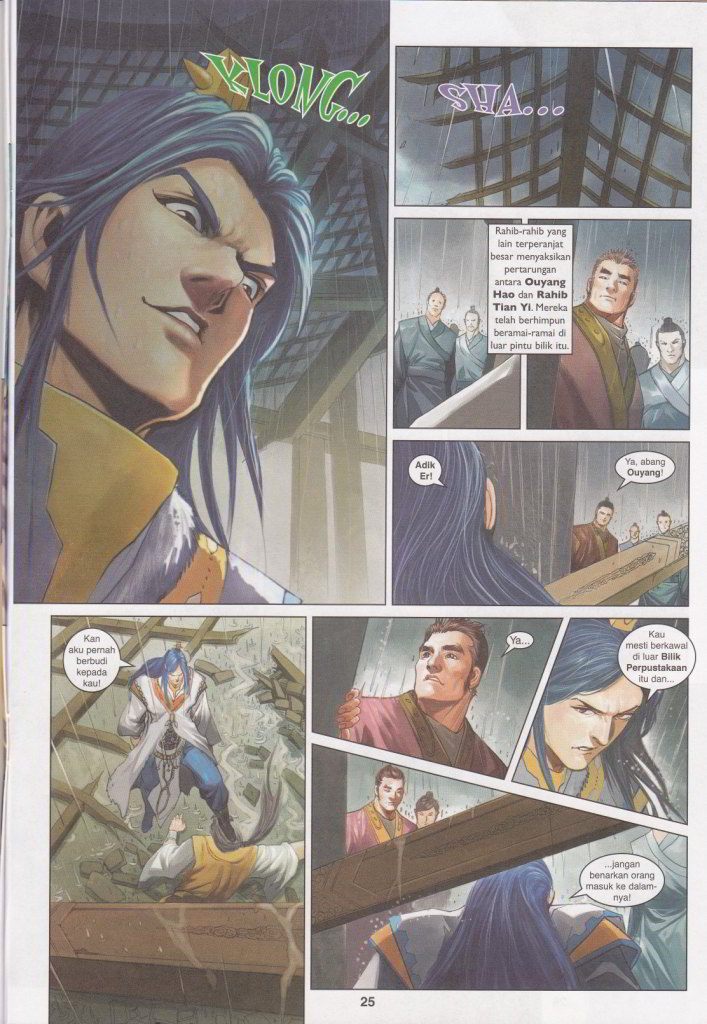 KLONG...
SHA...
Rahib-rahib yang
lain terperanjat
besar menyaksikan
pertarungan
antara Ouyang
Hao dan Rahib
Tian Yi. Mereka
telah berhimpun
beramai-ramai di
luar pintu bilik itu.
Adik
Er!
Ya, abang
Ouyang!
Kan
aku pernah
berbudi
kepada
kau!
Ya...
Kau
mesti berkawal
di luar Bilik
Perpustakaan
itu dan...
...jangan
benarkan orang
masuk ke dalam-
nya!
25